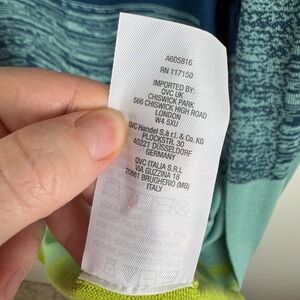 A605816
RN 117150
IMPORTED BY:
QVC UK
CHISWICK PARK
566 CHISWICK HIGH ROAD
LONDON
W4 5XU
QVC Handel S.à r.l. & Co. KG
PLOCKSTR. 30
40221 DÜSSELDORF
GERMANY
QVC ITALIA S.R.L
VIA GUZZINA 18
20861 BRUGHERIO (MB)
ITALY